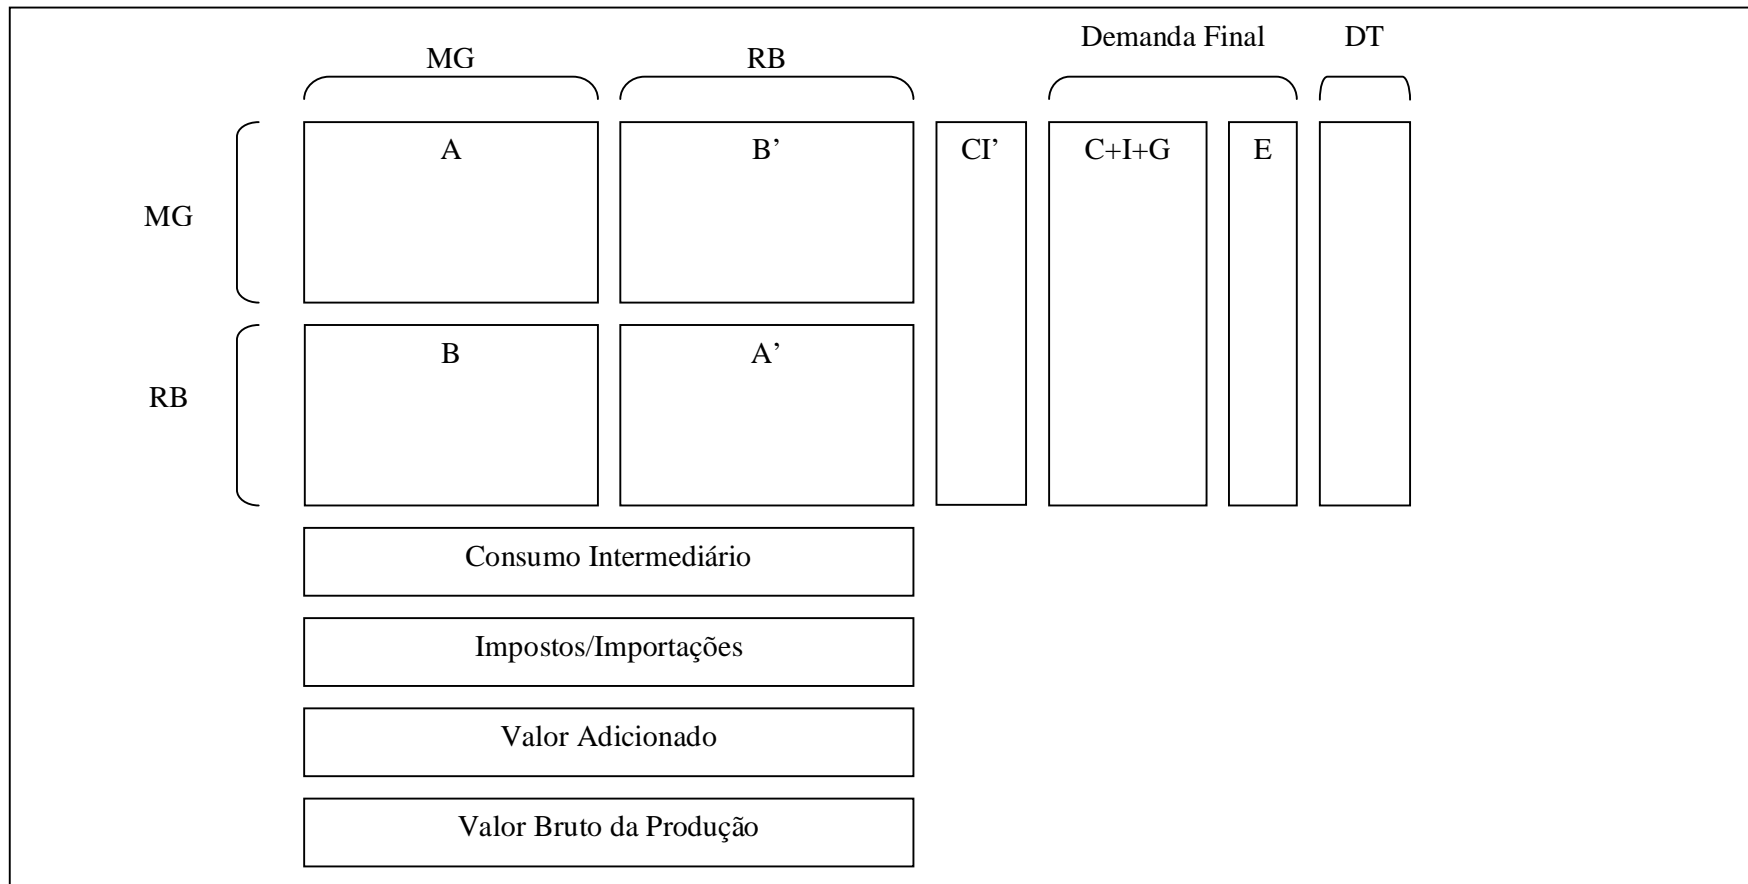 Demanda Final DT
MG RB
A B’ CI’ C+I+G E
MG
B A’
RB
Consumo Intermediário
Impostos/Importações
Valor Adicionado
Valor Bruto da Produção